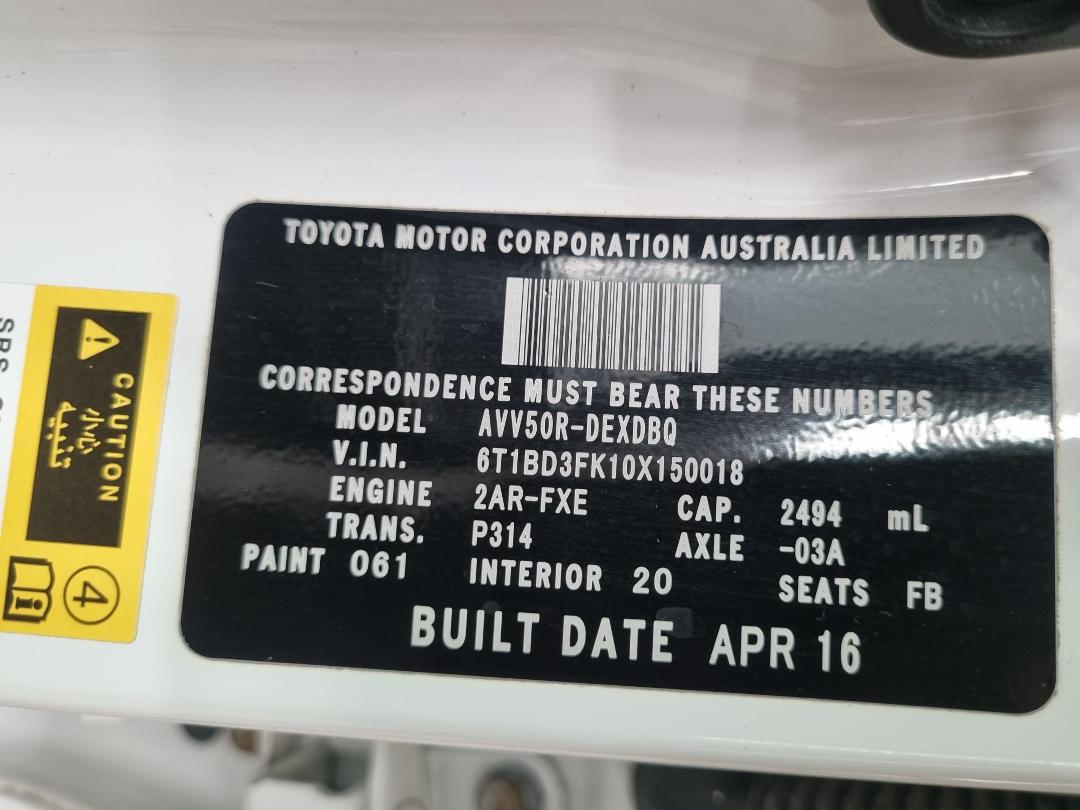 TOYOTA MOTOR CORPORATION AUSTRALIA LIMITED
CORRESPONDENCE MUST BEAR THESE NUMBERS
MODEL AVV50R-DEXDBQ
V.I.N. 6T1BD3FK10X150018
ENGINE 2AR-FXE CAP. 2494 mL
TRANS. P314 AXLE -03A
PAINT 061 INTERIOR 20 SEATS FB
BUILT DATE APR 16
CAUTION
تنبيه
4